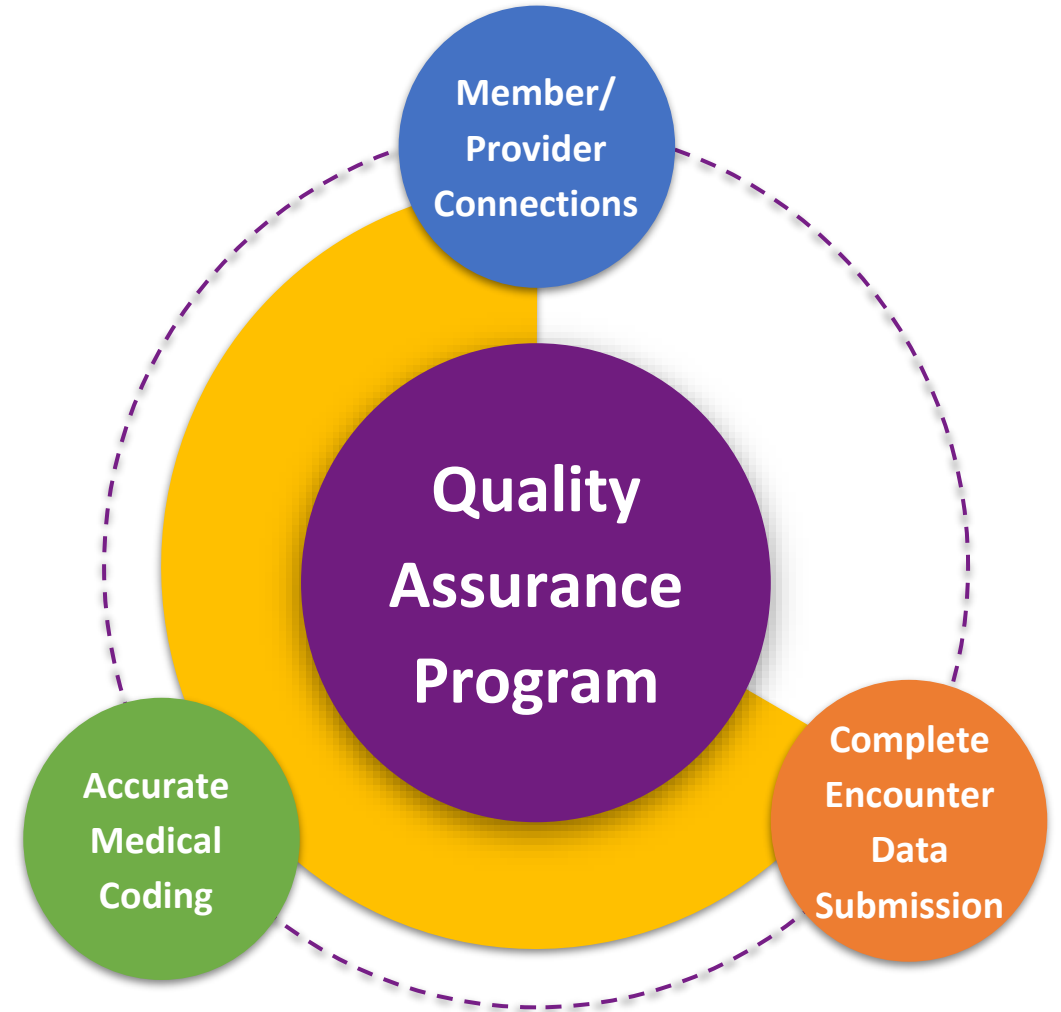 Member/
Provider
Connections
Quality
Assurance
Program
Accurate
Medical
Coding
Complete
Encounter
Data
Submission